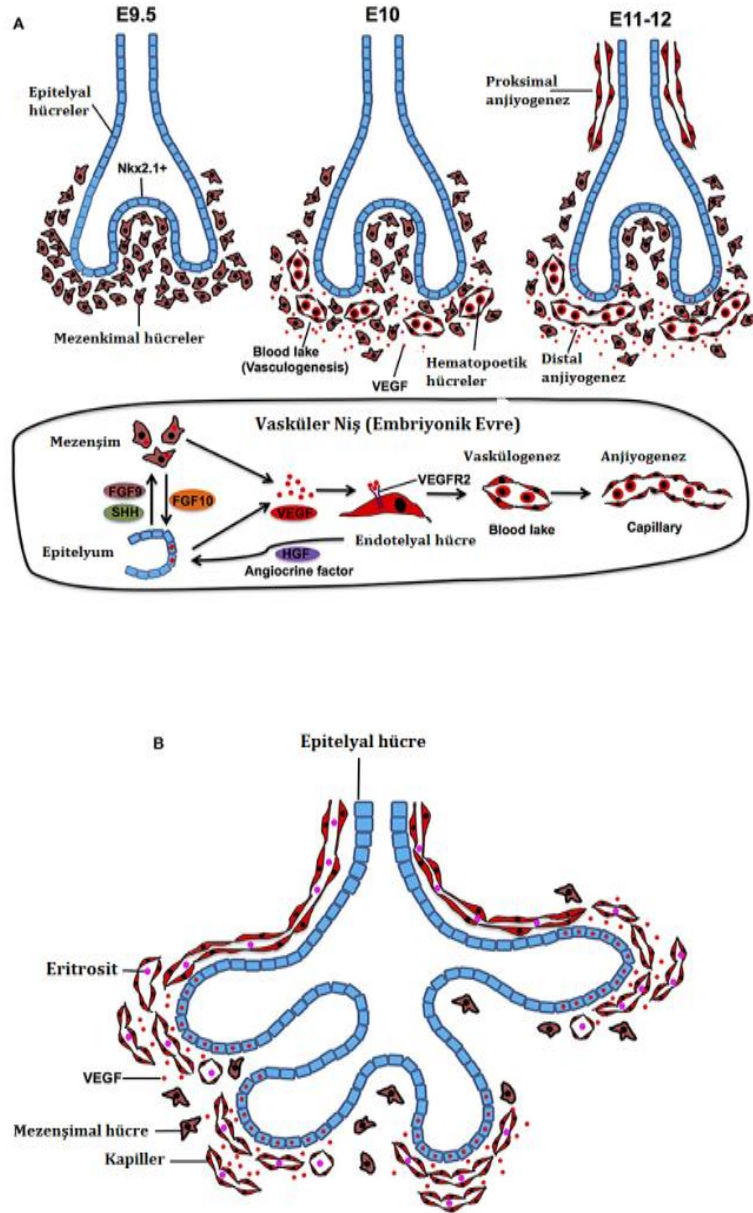 A
E9.5
E10
E11-12
Epitelyal
hücreler
Nkx2.1+
Mezenkimal hücreler
Blood lake
(Vasculogenesis)
VEGF
Hematopoetik
hücreler
Proksimal
anjiyogenez
Distal
anjiyogenez
Vasküler Niş (Embriyonik Evre)
Mezenşim
FGF9
SHH
FGF10
Epitelyum
VEGF
VEGFR2
Endotelyal hücre
HGF
Angiocrine factor
Vaskülogenez
Blood lake
Anjiyogenez
Capillary
B
Epitelyal hücre
Eritrosit
VEGF
Mezenşimal hücre
Kapiller